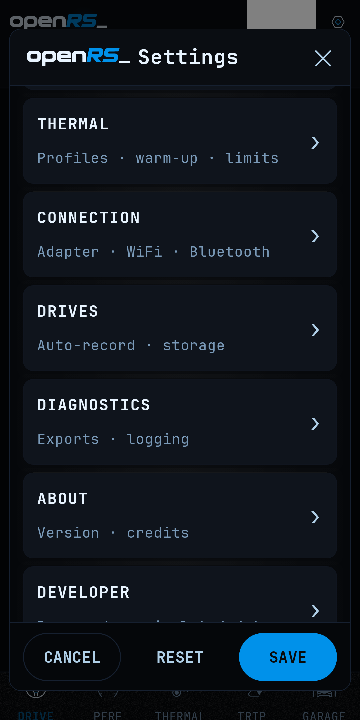 openRS_
openRS_ Settings
THERMAL
Profiles · warm-up · limits
CONNECTION
Adapter · WiFi · Bluetooth
DRIVES
Auto-record · storage
DIAGNOSTICS
Exports · logging
ABOUT
Version · credits
DEVELOPER
CANCEL RESET SAVE
DRIVE PERF THERMAL TRIP GARAGE